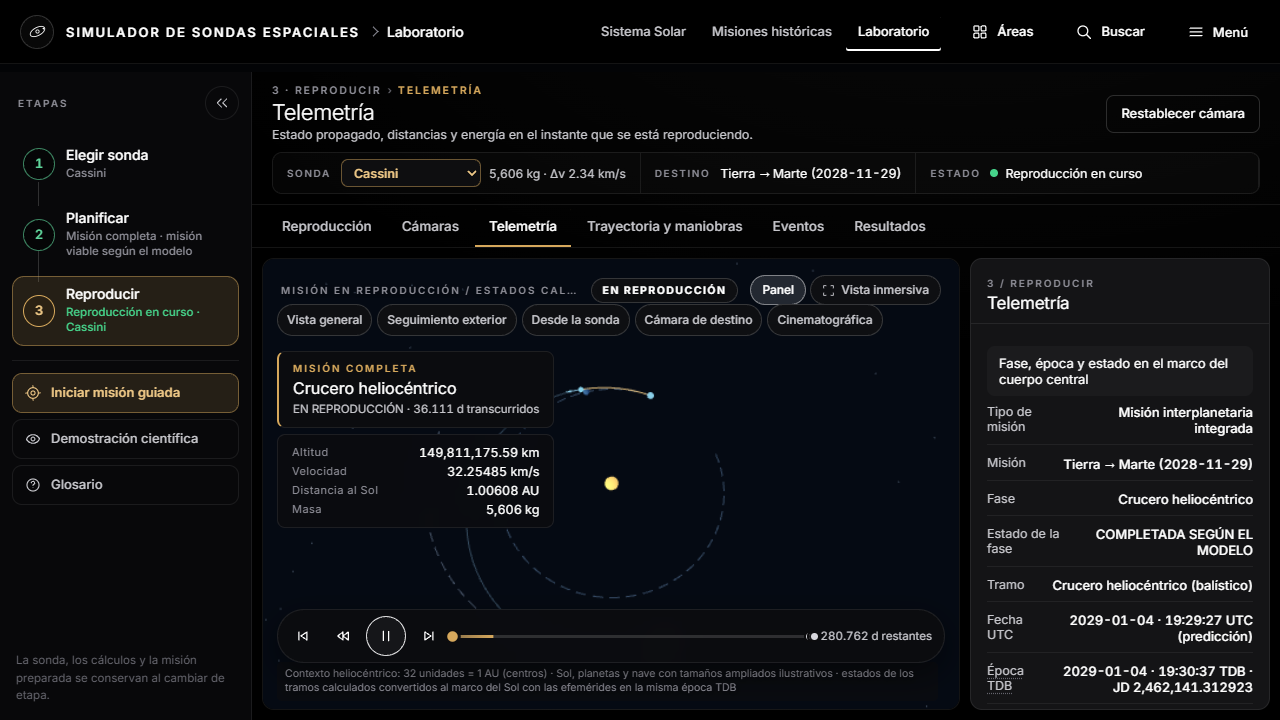 SIMULADOR DE SONDAS ESPACIALES > Laboratorio
Sistema Solar
Misiones históricas
Laboratorio
Áreas
Buscar
Menú
ETAPAS
1
Elegir sonda
Cassini
2
Planificar
Misión completa · misión
viable según el modelo
3
Reproducir
Reproducción en curso ·
Cassini
Iniciar misión guiada
Demostración científica
Glosario
La sonda, los cálculos y la misión
preparada se conservan al cambiar de
etapa.
3 · REPRODUCIR › TELEMETRÍA
Telemetría
Estado propagado, distancias y energía en el instante que se está reproduciendo.
Restablecer cámara
SONDA Cassini 5,606 kg · Δv 2.34 km/s
DESTINO Tierra → Marte (2028-11-29)
ESTADO Reproducción en curso
Reproducción
Cámaras
Telemetría
Trayectoria y maniobras
Eventos
Resultados
MISIÓN EN REPRODUCCIÓN / ESTADOS CAL...
EN REPRODUCCIÓN
Panel
Vista inmersiva
Vista general
Seguimiento exterior
Desde la sonda
Cámara de destino
Cinematográfica
MISIÓN COMPLETA
Crucero heliocéntrico
EN REPRODUCCIÓN · 36.111 d transcurridos
Altitud 149,811,175.59 km
Velocidad 32.25485 km/s
Distancia al Sol 1.00608 AU
Masa 5,606 kg
280.762 d restantes
Contexto heliocéntrico: 32 unidades = 1 AU (centros) · Sol, planetas y nave con tamaños ampliados ilustrativos · estados de los
tramos calculados convertidos al marco del Sol con las efemérides en la misma época TDB
3 / REPRODUCIR
Telemetría
Fase, época y estado en el marco del
cuerpo central
Tipo de misión
Misión interplanetaria integrada
Misión
Tierra → Marte (2028-11-29)
Fase
Crucero heliocéntrico
Estado de la fase
COMPLETADA SEGÚN EL MODELO
Tramo
Crucero heliocéntrico (balístico)
Fecha UTC
2029-01-04 · 19:29:27 UTC (predicción)
Época TDB
2029-01-04 · 19:30:37 TDB · JD 2,462,141.312923